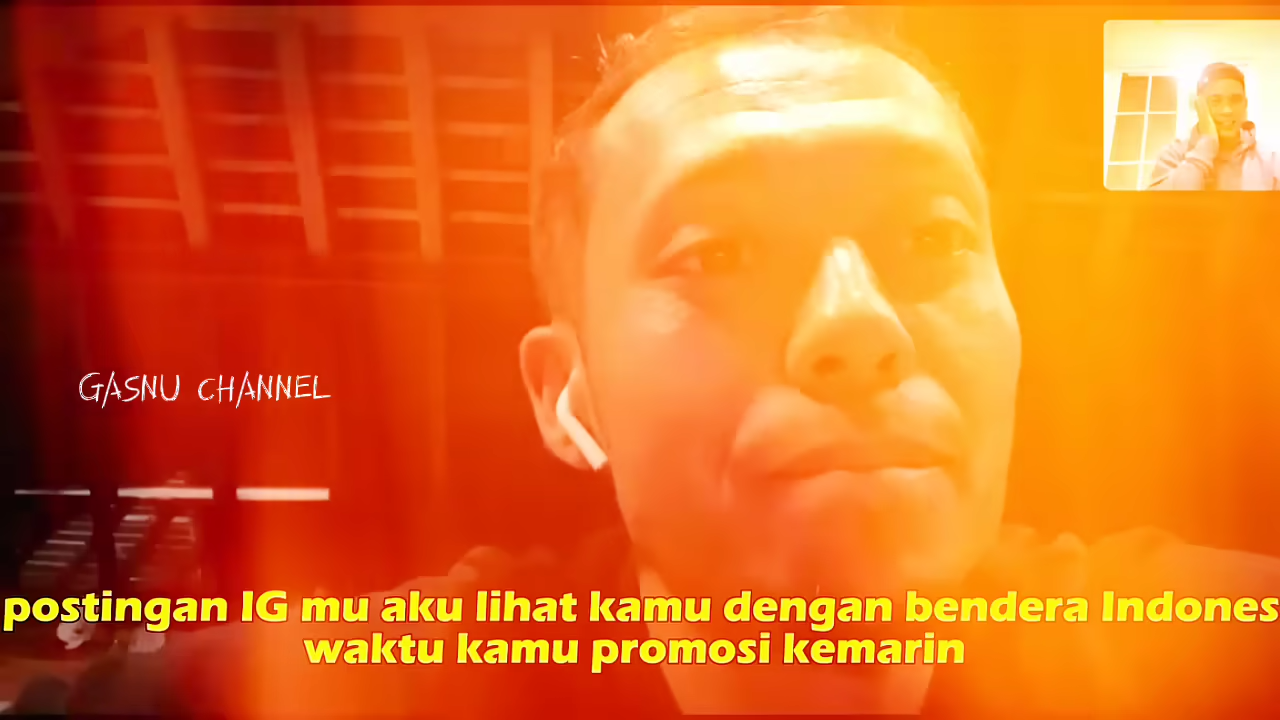 GASNU CHANNEL
postingan IG mu aku lihat kamu dengan bendera Indones
waktu kamu promosi kemarin